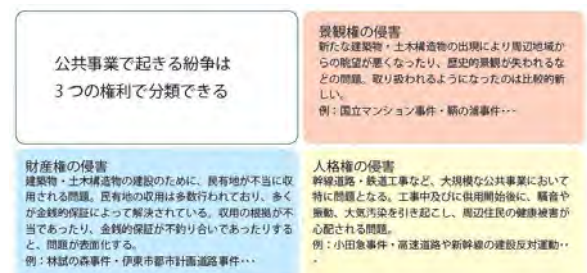 公共事業で起きる紛争は
3つの権利で分類できる
景観権の侵害
新たな建築物・土木構造物の出現により周辺地域か
らの眺望が悪くなったり、歴史的景観が失われるな
どの問題。取り扱われるようになったのは比較的新
しい。
例:国立マンション事件・鞆の浦事件・・・
財産権の侵害
建築物・土木構造物の建設のために、民有地が不当に収
用される問題。民有地の収用は多数行われており、多く
が金銭的保証によって解決されている。収用の根拠が不
当であったり、金銭的保証が不釣り合いであったりする
と、問題が表面化する。
例:林試の森事件・伊東市都市計画道路事件・・・
人格権の侵害
幹線道路・鉄道工事など、大規模な公共事業において
特に問題となる。工事中及びに供用開始後に、騒音や
振動、大気汚染を引き起こし、周辺住民の健康被害が
心配される問題。
例:小田急事件・高速道路や新幹線の建設反対運動・・
・